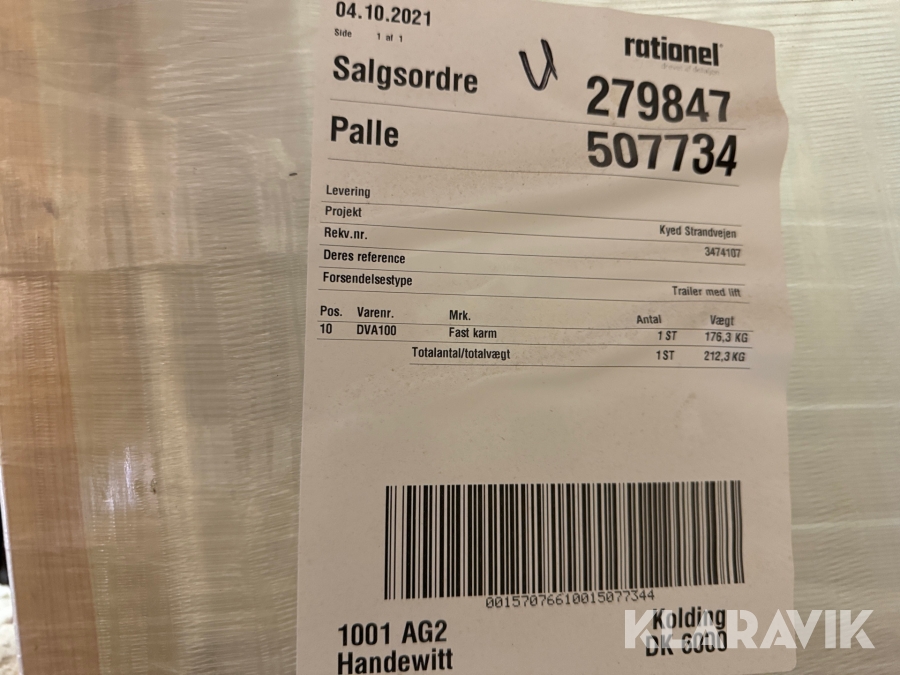 04.10.2021
Side 1 af 1
rationel
Salgsordre 279847
Palle 507734
Levering
Projekt Kyed Strandvejen
Rekv.nr. 3474107
Deres reference
Forsendelsestype Trailer med lift
Pos. Varenr. Mrk. Antal Vægt
10 DVA100 Fast karm 1 ST 176,3 KG
Totalantal/totalvægt 1 ST 212,3 KG
00157076610015077344
1001 AG2 Kolding
Handewitt DK 6000
KLARAVIK